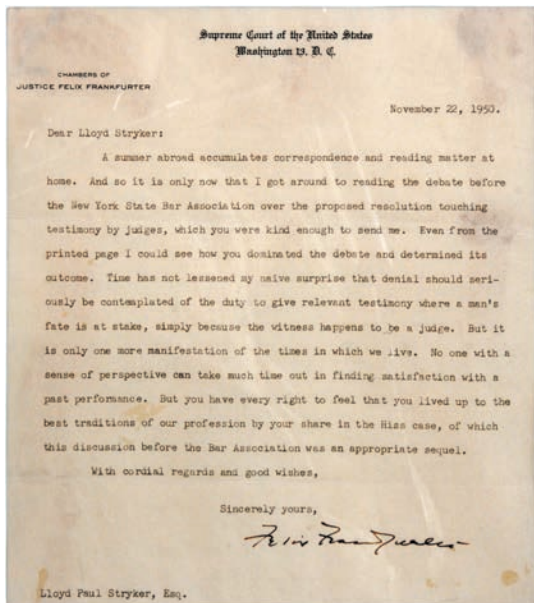 Supreme Court of the United States
Washington 13, D. C.
CHAMBERS OF
JUSTICE FELIX FRANKFURTER
November 22, 1950.
Dear Lloyd Stryker:
A summer abroad accumulates correspondence and reading matter at
home. And so it is only now that I got around to reading the debate before
the New York State Bar Association over the proposed resolution touching
testimony by judges, which you were kind enough to send me. Even from the
printed page I could see how you dominated the debate and determined its
outcome. Time has not lessened my naive surprise that denial should seri-
ously be contemplated of the duty to give relevant testimony where a man's
fate is at stake, simply because the witness happens to be a judge. But it
is only one more manifestation of the times in which we live. No one with a
sense of perspective can take much time out in finding satisfaction with a
past performance. But you have every right to feel that you lived up to the
best traditions of our profession by your share in the Hiss case, of which
this discussion before the Bar Association was an appropriate sequel.
With cordial regards and good wishes,
Sincerely yours,
Felix Frankfurter
Lloyd Paul Stryker, Esq.